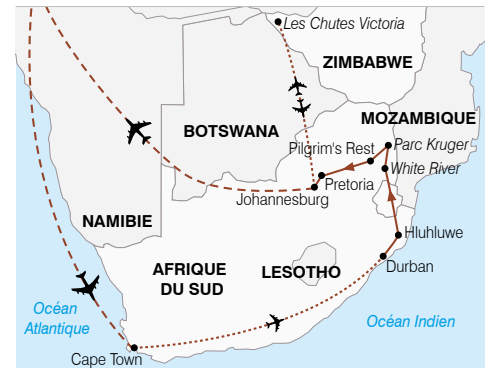 Les Chutes Victoria
ZIMBABWE
MOZAMBIQUE
BOTSWANA
Pilgrim's Rest
Parc Kruger
White River
Pretoria
Johannesburg
NAMIBIE
Hluhluwe
AFRIQUE
DU SUD
LESOTHO
Durban
Océan
Atlantique
Océan Indien
Cape Town